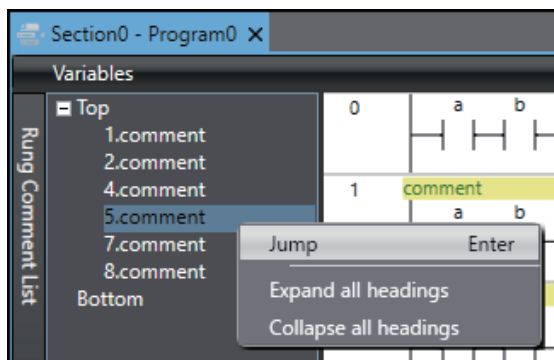 Section0 - Program0
Variables
Rung Comment List
Top
1.comment
2.comment
4.comment
5.comment
7.comment
8.comment
Bottom
0
a b
1
comment
a b
Jump Enter
Expand all headings
Collapse all headings